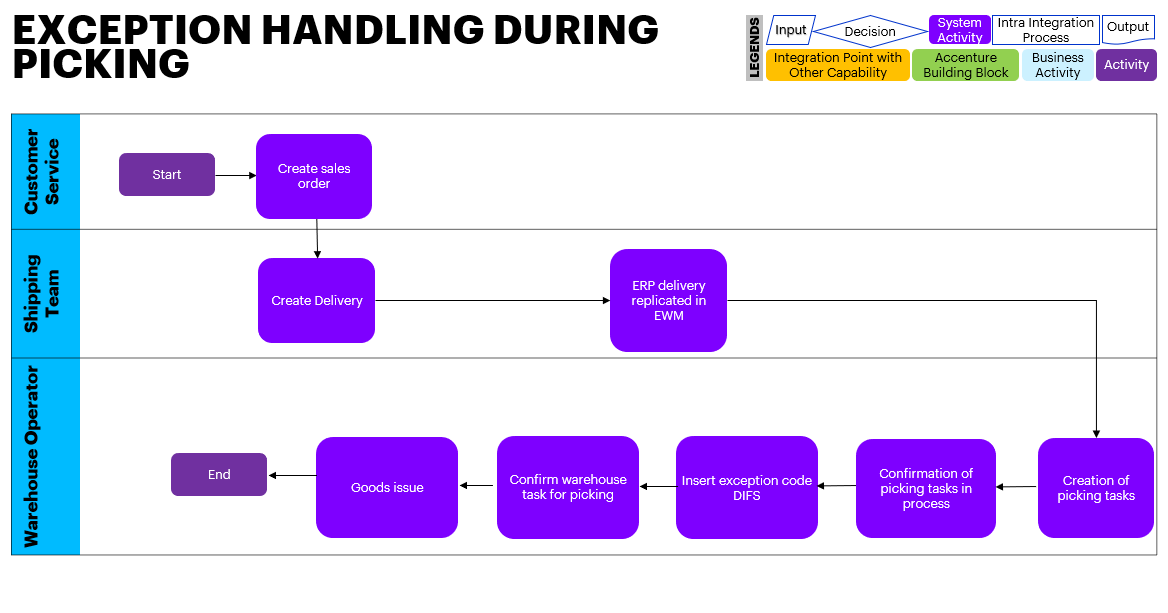 EXCEPTION HANDLING DURING
PICKING
LEGENDS
Input
Decision
System
Activity
Intra Integration
Process
Output
Integration Point with
Other Capability
Accenture
Building Block
Business
Activity
Activity
Customer
Service
Start
Create sales
order
Shipping
Team
Create Delivery
ERP delivery
replicated in
EWM
Warehouse Operator
End
Goods issue
Confirm warehouse
task for picking
Insert exception code
DIFS
Confirmation of
picking tasks in
process
Creation of
picking tasks